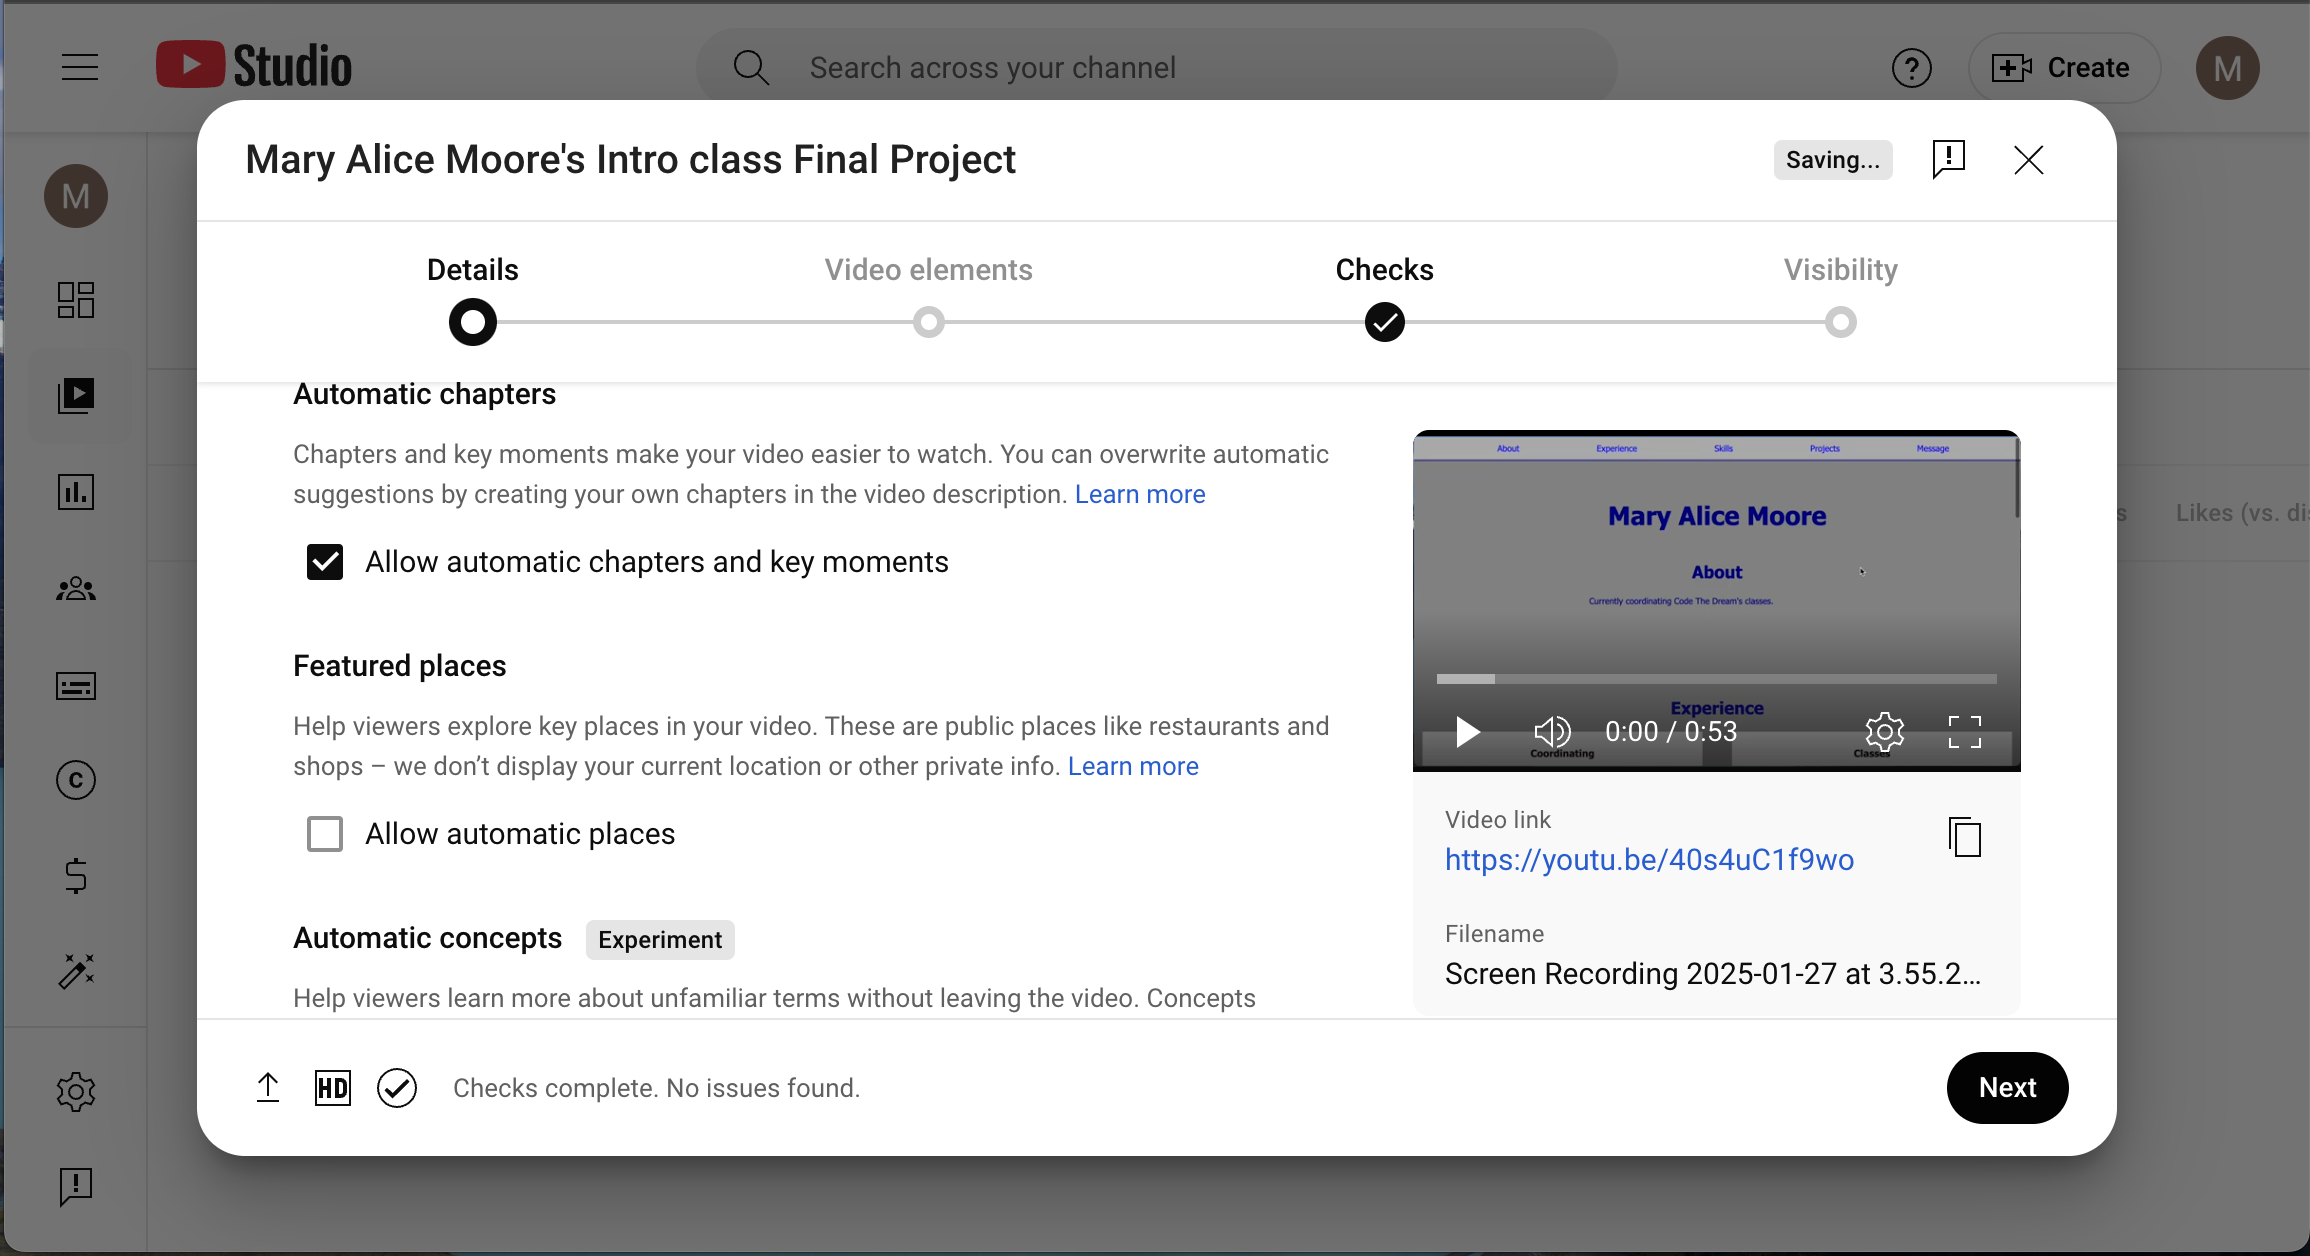 Studio
Search across your channel
?
Create
M
Mary Alice Moore's Intro class Final Project
Saving...
M
Details
Video elements
Checks
Visibility
Automatic chapters
Chapters and key moments make your video easier to watch. You can overwrite automatic
suggestions by creating your own chapters in the video description. Learn more
Allow automatic chapters and key moments
Featured places
Help viewers explore key places in your video. These are public places like restaurants and
shops – we don’t display your current location or other private info. Learn more
Allow automatic places
Automatic concepts
Experiment
Help viewers learn more about unfamiliar terms without leaving the video. Concepts
About
Experience
Skills
Projects
Message
Mary Alice Moore
About
Currently coordinating Code The Dream's classes.
Experience
0:00 / 0:53
Coordinating
Classes
Video link
https://youtu.be/40s4uC1f9wo
Filename
Screen Recording 2025-01-27 at 3.55.2...
s
Likes (vs. di
HD
Checks complete. No issues found.
Next